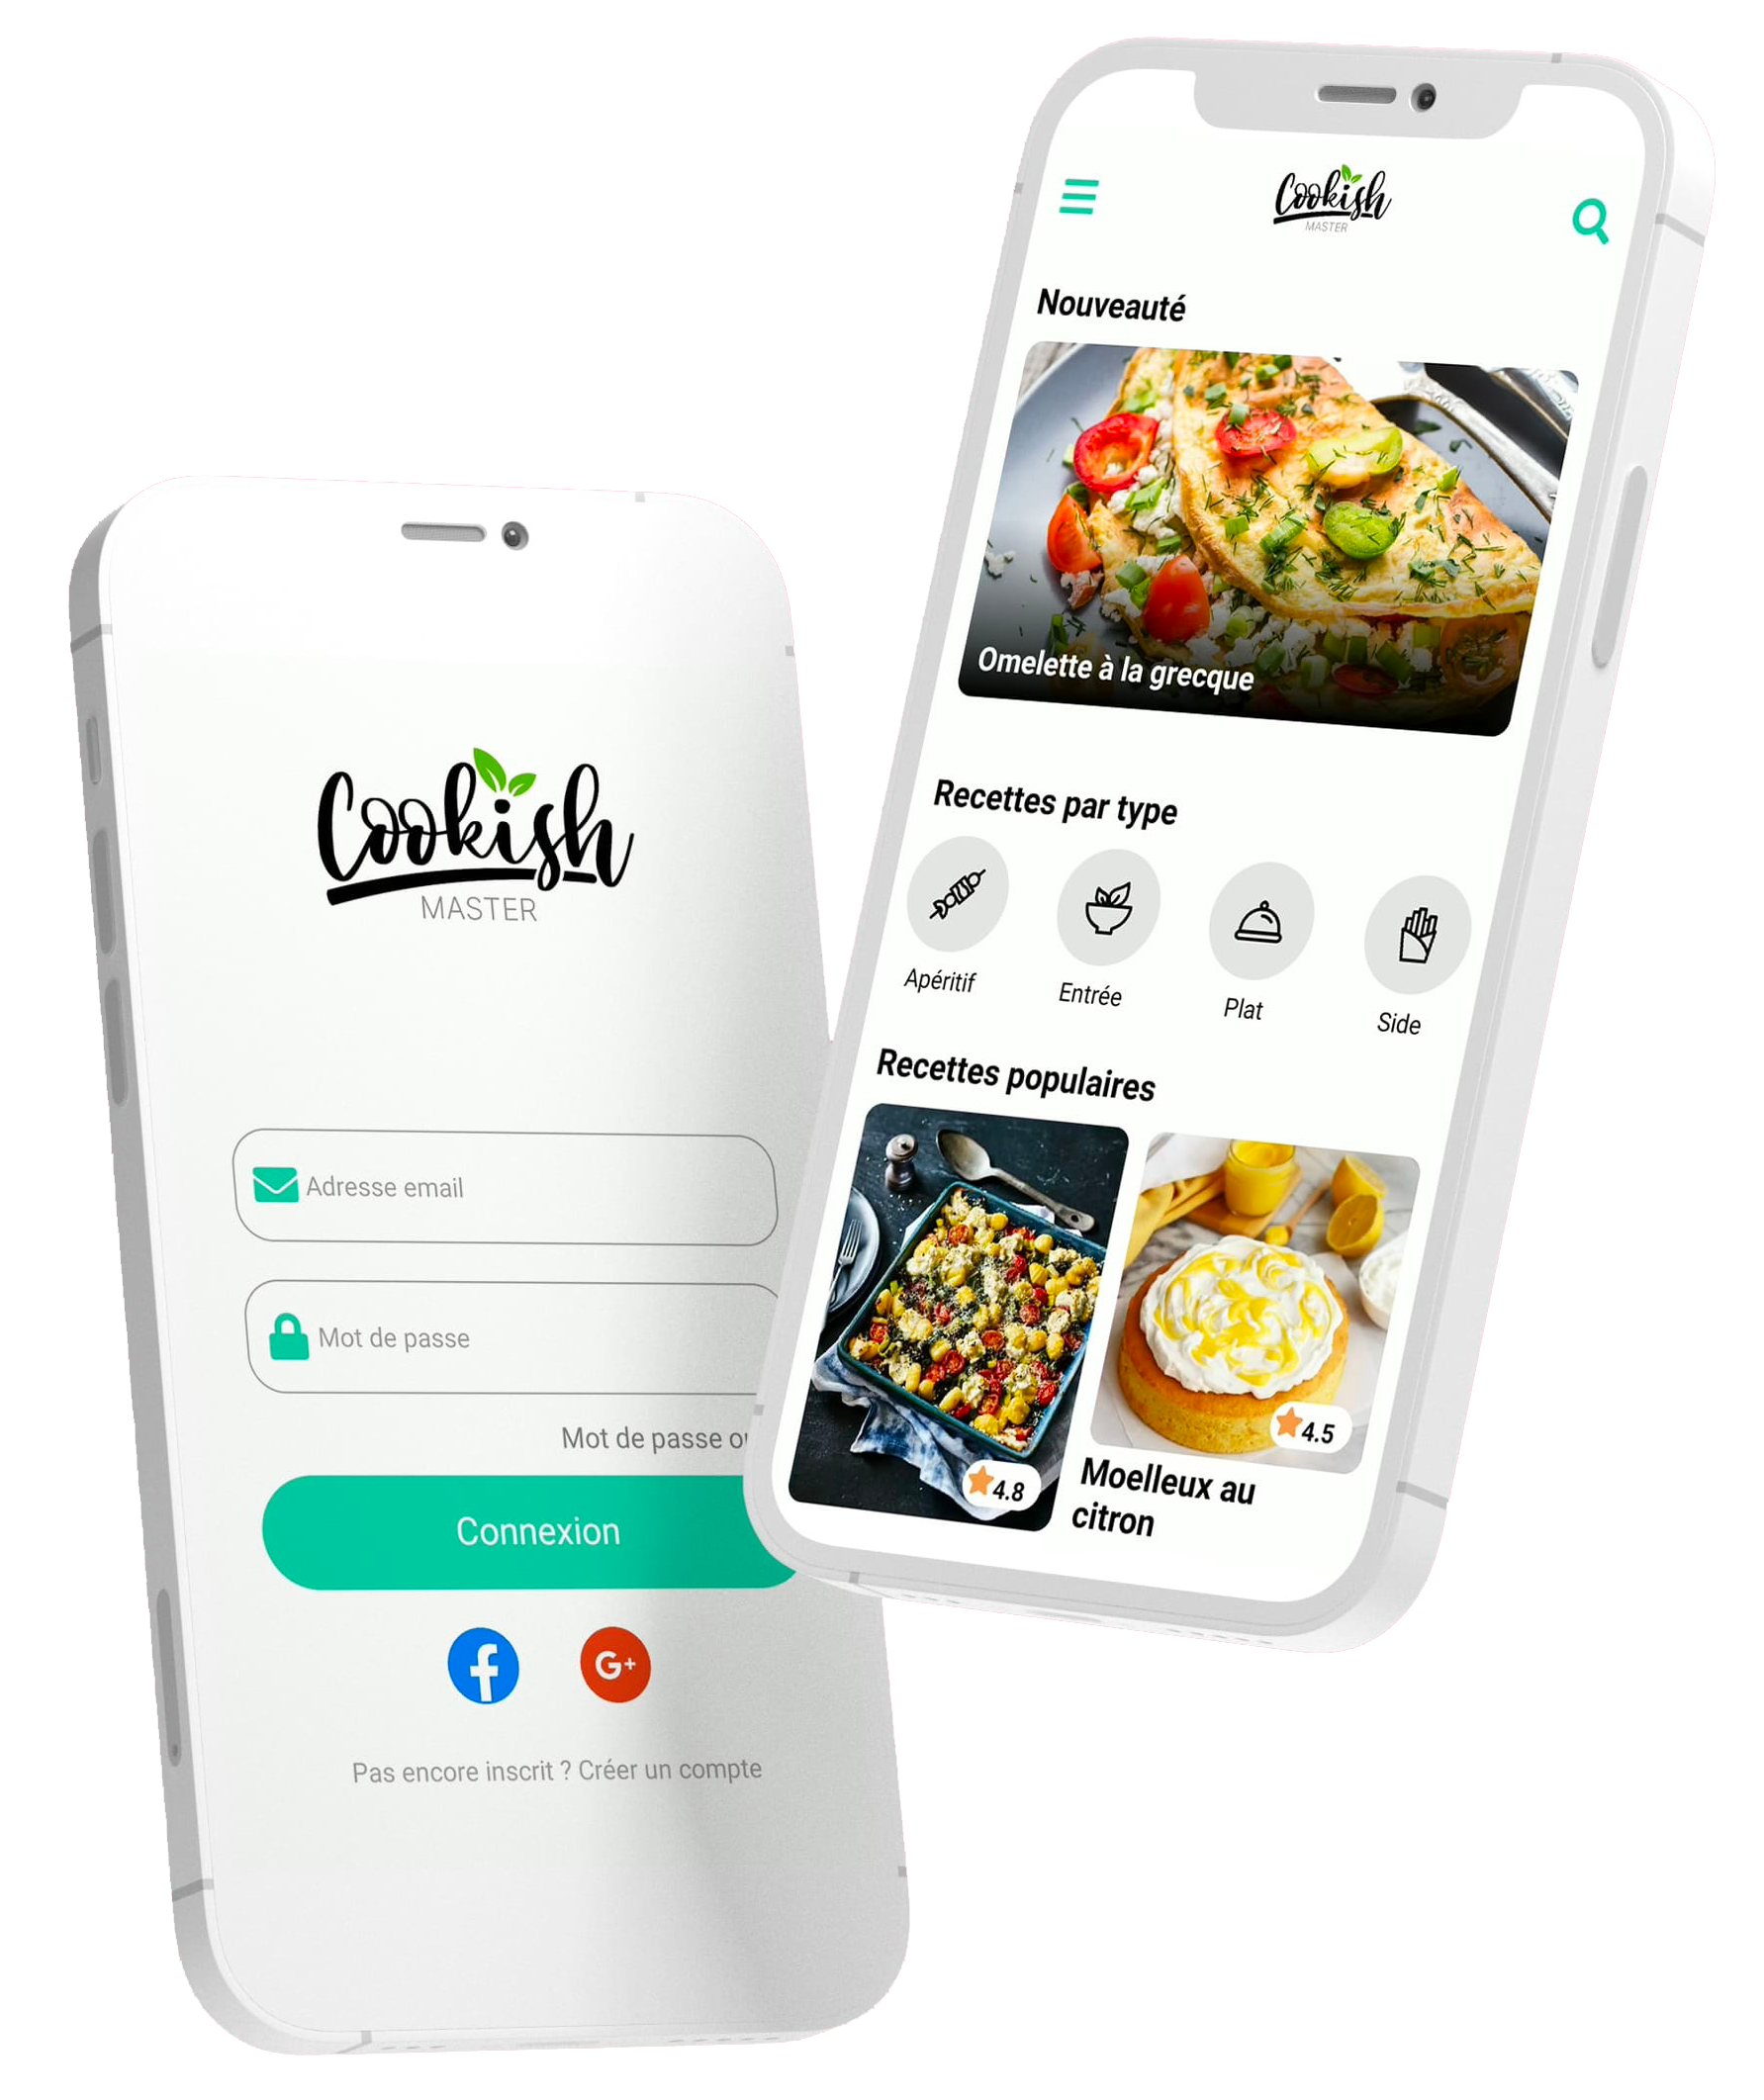 Cookish
MASTER
Adresse email
Mot de passe
Mot de passe
Connexion
G+
Pas encore inscrit ? Créer un compte
Cookish
MASTER
Nouveauté
Omelette à la grecque
Recettes par type
Apéritif
Entrée
Plat
Side
Recettes populaires
4.8
4.5
Moelleux au
citron